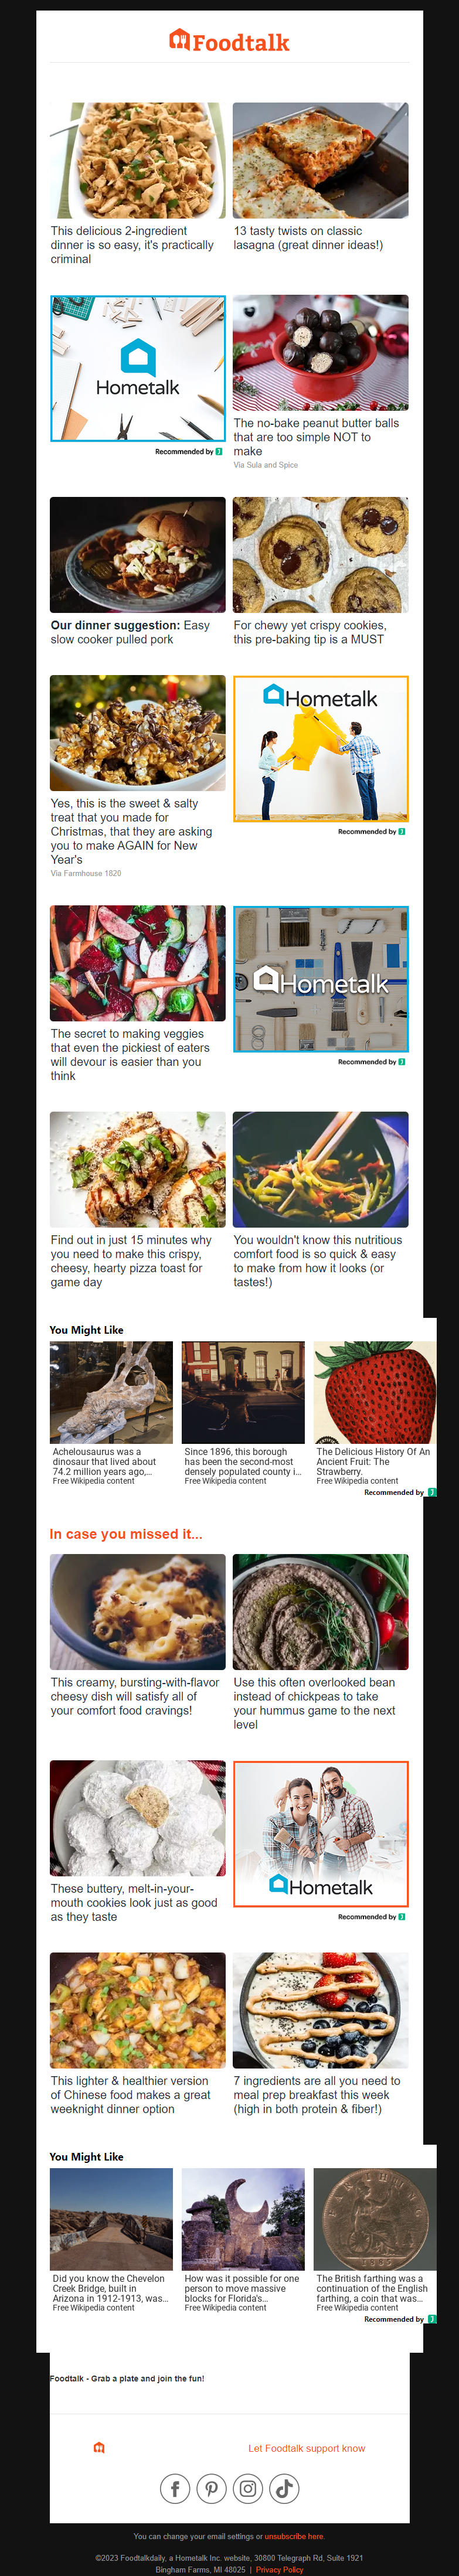 Foodtalk
This delicious 2-ingredient
dinner is so easy, it's practically
criminal
13 tasty twists on classic
lasagna (great dinner ideas!)
Hometalk
Recommended by
The no-bake peanut butter balls
that are too simple NOT to
make
Via Sula and Spice
Our dinner suggestion: Easy
slow cooker pulled pork
For chewy yet crispy cookies,
this pre-baking tip is a MUST
Yes, this is the sweet & salty
treat that you made for
Christmas, that they are asking
you to make AGAIN for New
Year's
Via Farmhouse 1820
Hometalk
Recommended by
The secret to making veggies
that even the pickiest of eaters
will devour is easier than you
think
Hometalk
Recommended by
Find out in just 15 minutes why
you need to make this crispy,
cheesy, hearty pizza toast for
game day
You wouldn't know this nutritious
comfort food is so quick & easy
to make from how it looks (or
tastes!)
You Might Like
Achelousaurus was a
dinosaur that lived about
74.2 million years ago,...
Free Wikipedia content
Since 1896, this borough
has been the second-most
densely populated county i...
Free Wikipedia content
The Delicious History Of An
Ancient Fruit: The
Strawberry.
Free Wikipedia content
Recommended by
In case you missed it...
This creamy, bursting-with-flavor
cheesy dish will satisfy all of
your comfort food cravings!
Use this often overlooked bean
instead of chickpeas to take
your hummus game to the next
level
These buttery, melt-in-your-
mouth cookies look just as good
as they taste
Hometalk
Recommended by
This lighter & healthier version
of Chinese food makes a great
weeknight dinner option
7 ingredients are all you need to
meal prep breakfast this week
(high in both protein & fiber!)
You Might Like
Did you know the Chevelon
Creek Bridge, built in
Arizona in 1912-1913, was...
Free Wikipedia content
How was it possible for one
person to move massive
blocks for Florida's...
Free Wikipedia content
FARTHING
The British farthing was a
continuation of the English
farthing, a coin that was...
Free Wikipedia content
Recommended by
Foodtalk - Grab a plate and join the fun!
Let Foodtalk support know
You can change your email settings or unsubscribe here.
©2023 Foodtalkdaily, a Hometalk Inc. website, 30800 Telegraph Rd, Suite 1921
Bingham Farms, MI 48025 | Privacy Policy